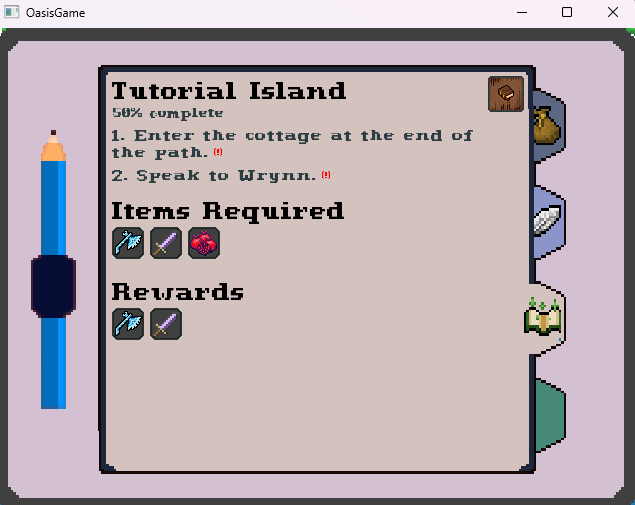 OasisGame
Tutorial Island
50% complete
1. Enter the cottage at the end of
the path. (!)
2. Speak to Wrynn. (!)
Items Required
Rewards